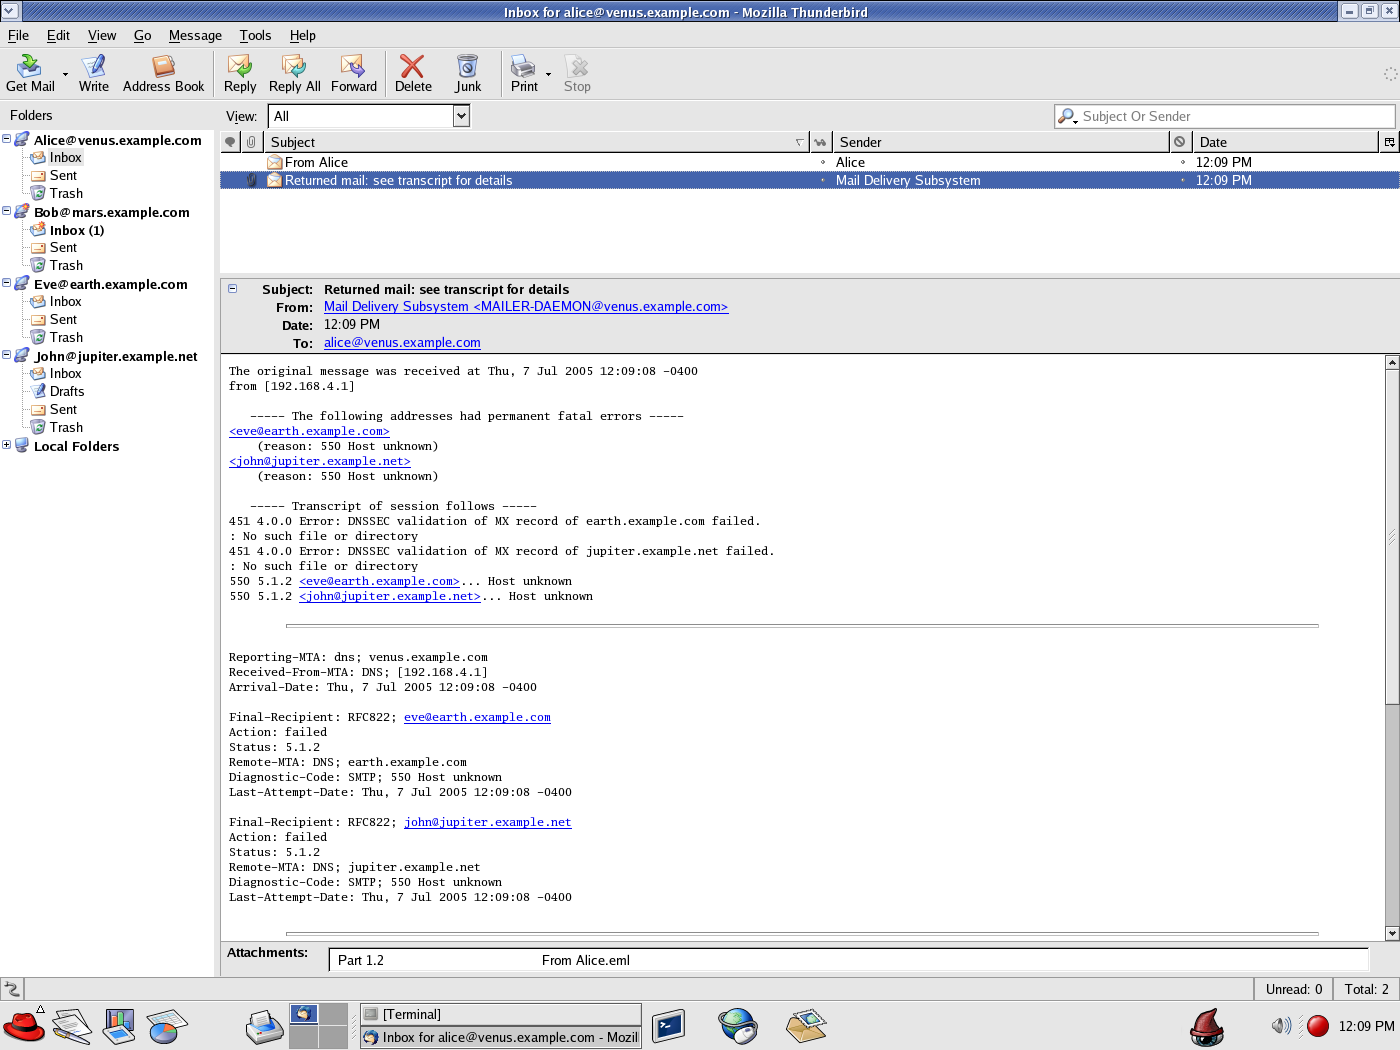 Inbox for alice@venus.example.com - Mozilla Thunderbird
File Edit View Go Message Tools Help
Get Mail Write Address Book Reply Reply All Forward Delete Junk Print Stop
Folders
View: All
Subject Or Sender
Alice@venus.example.com
Inbox
Sent
Trash
Bob@mars.example.com
Inbox (1)
Sent
Trash
Eve@earth.example.com
Inbox
Sent
Trash
John@jupiter.example.net
Inbox
Drafts
Sent
Trash
Local Folders
Subject Sender Date
From Alice Alice 12:09 PM
Returned mail: see transcript for details Mail Delivery Subsystem 12:09 PM
Subject: Returned mail: see transcript for details
From: Mail Delivery Subsystem <MAILER-DAEMON@venus.example.com>
Date: 12:09 PM
To: alice@venus.example.com
The original message was received at Thu, 7 Jul 2005 12:09:08 -0400
from [192.168.4.1]
----- The following addresses had permanent fatal errors -----
<eve@earth.example.com>
(reason: 550 Host unknown)
<john@jupiter.example.net>
(reason: 550 Host unknown)
----- Transcript of session follows -----
451 4.0.0 Error: DNSSEC validation of MX record of earth.example.com failed.
: No such file or directory
451 4.0.0 Error: DNSSEC validation of MX record of jupiter.example.net failed.
: No such file or directory
550 5.1.2 <eve@earth.example.com>... Host unknown
550 5.1.2 <john@jupiter.example.net>... Host unknown
Reporting-MTA: dns; venus.example.com
Received-From-MTA: DNS; [192.168.4.1]
Arrival-Date: Thu, 7 Jul 2005 12:09:08 -0400
Final-Recipient: RFC822; eve@earth.example.com
Action: failed
Status: 5.1.2
Remote-MTA: DNS; earth.example.com
Diagnostic-Code: SMTP; 550 Host unknown
Last-Attempt-Date: Thu, 7 Jul 2005 12:09:08 -0400
Final-Recipient: RFC822; john@jupiter.example.net
Action: failed
Status: 5.1.2
Remote-MTA: DNS; jupiter.example.net
Diagnostic-Code: SMTP; 550 Host unknown
Last-Attempt-Date: Thu, 7 Jul 2005 12:09:08 -0400
Attachments: Part 1.2 From Alice.eml
Unread: 0 Total: 2
[Terminal]
Inbox for alice@venus.example.com - Mozil
12:09 PM